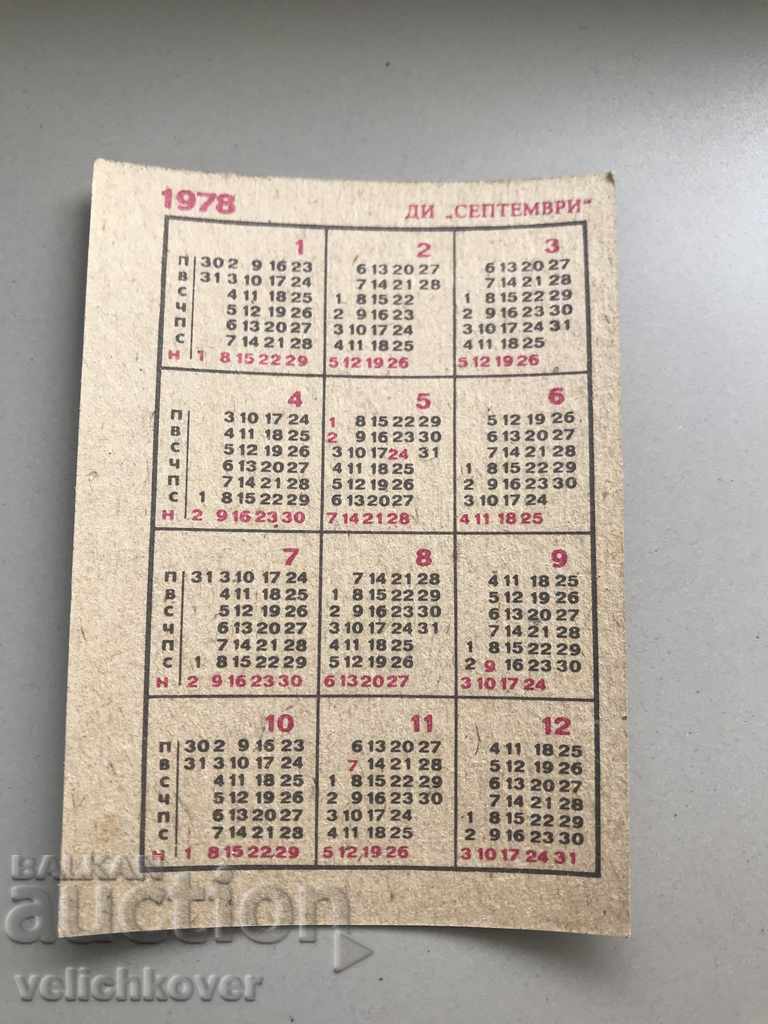 1978 ДИ „СЕПТЕМВРИ"
1 2 3
П 30 2 9 16 23 6 13 20 27 6 13 20 27
В 31 3 10 17 24 7 14 21 28 7 14 21 28
С 4 11 18 25 1 8 15 22 1 8 15 22 29
Ч 5 12 19 26 2 9 16 23 2 9 16 23 30
П 6 13 20 27 3 10 17 24 3 10 17 24 31
С 7 14 21 28 4 11 18 25 4 11 18 25
Н 1 8 15 22 29 5 12 19 26 5 12 19 26
4 5 6
П 3 10 17 24 1 8 15 22 29 5 12 19 26
В 4 11 18 25 2 9 16 23 30 6 13 20 27
С 5 12 19 26 3 10 17 24 31 7 14 21 28
Ч 6 13 20 27 4 11 18 25 1 8 15 22 29
П 7 14 21 28 5 12 19 26 2 9 16 23 30
С 1 8 15 22 29 6 13 20 27 3 10 17 24
Н 2 9 16 23 30 7 14 21 28 4 11 18 25
7 8 9
П 31 3 10 17 24 7 14 21 28 4 11 18 25
В 4 11 18 25 1 8 15 22 29 5 12 19 26
С 5 12 19 26 2 9 16 23 30 6 13 20 27
Ч 6 13 20 27 3 10 17 24 31 7 14 21 28
П 7 14 21 28 4 11 18 25 1 8 15 22 29
С 1 8 15 22 29 5 12 19 26 2 9 16 23 30
Н 2 9 16 23 30 6 13 20 27 3 10 17 24
10 11 12
П 30 2 9 16 23 6 13 20 27 4 11 18 25
В 31 3 10 17 24 7 14 21 28 5 12 19 26
С 4 11 18 25 1 8 15 22 29 6 13 20 27
Ч 5 12 19 26 2 9 16 23 30 7 14 21 28
П 6 13 20 27 3 10 17 24 1 8 15 22 29
С 7 14 21 28 4 11 18 25 2 9 16 23 30
Н 1 8 15 22 29 5 12 19 26 3 10 17 24 31
BALKAN
auction
velichkover